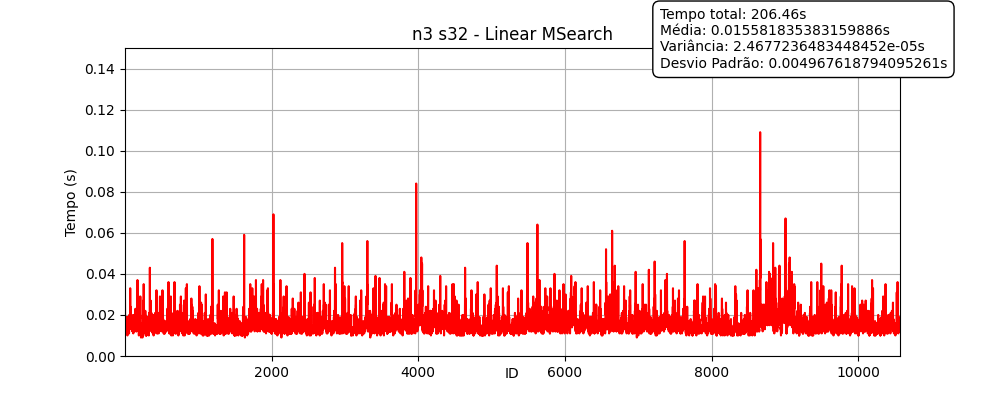 Tempo total: 206.46s
Média: 0.015581835383159886s
Variância: 2.4677236483448452e-05s
Desvio Padrão: 0.004967618794095261s
n3 s32 - Linear MSearch
0.14
0.12
0.10
0.08
0.06
0.04
0.02
0.00
Tempo (s)
2000
4000
6000
8000
10000
ID